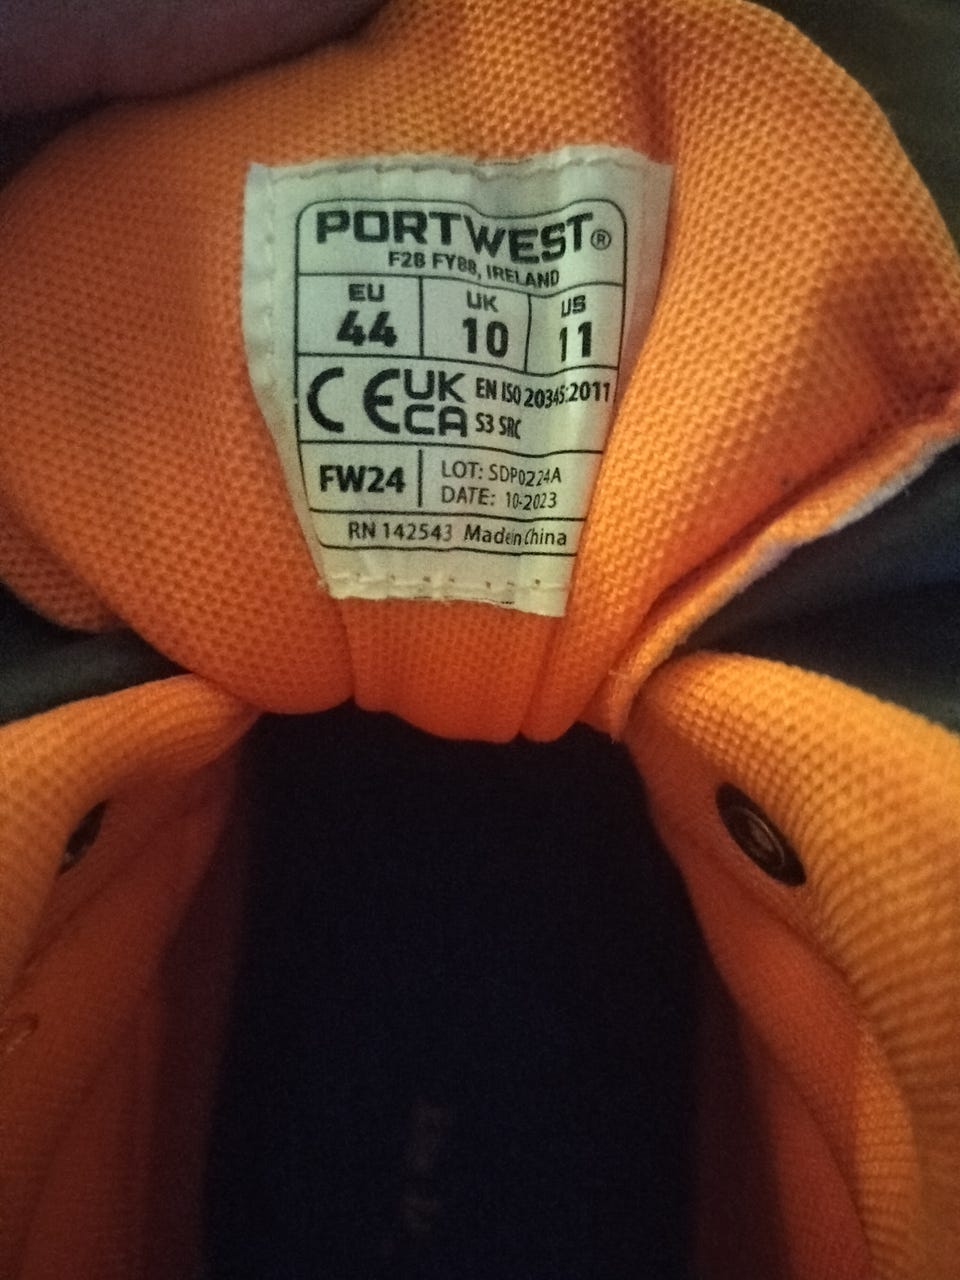 PORTWEST®
F28 FY88, IRELAND
EU UK US
44 10 11
CE UK CA EN ISO 20345:2011
S3 SRC
FW24 LOT: SDP0224A
DATE: 10-2023
RN 142543 Made in China